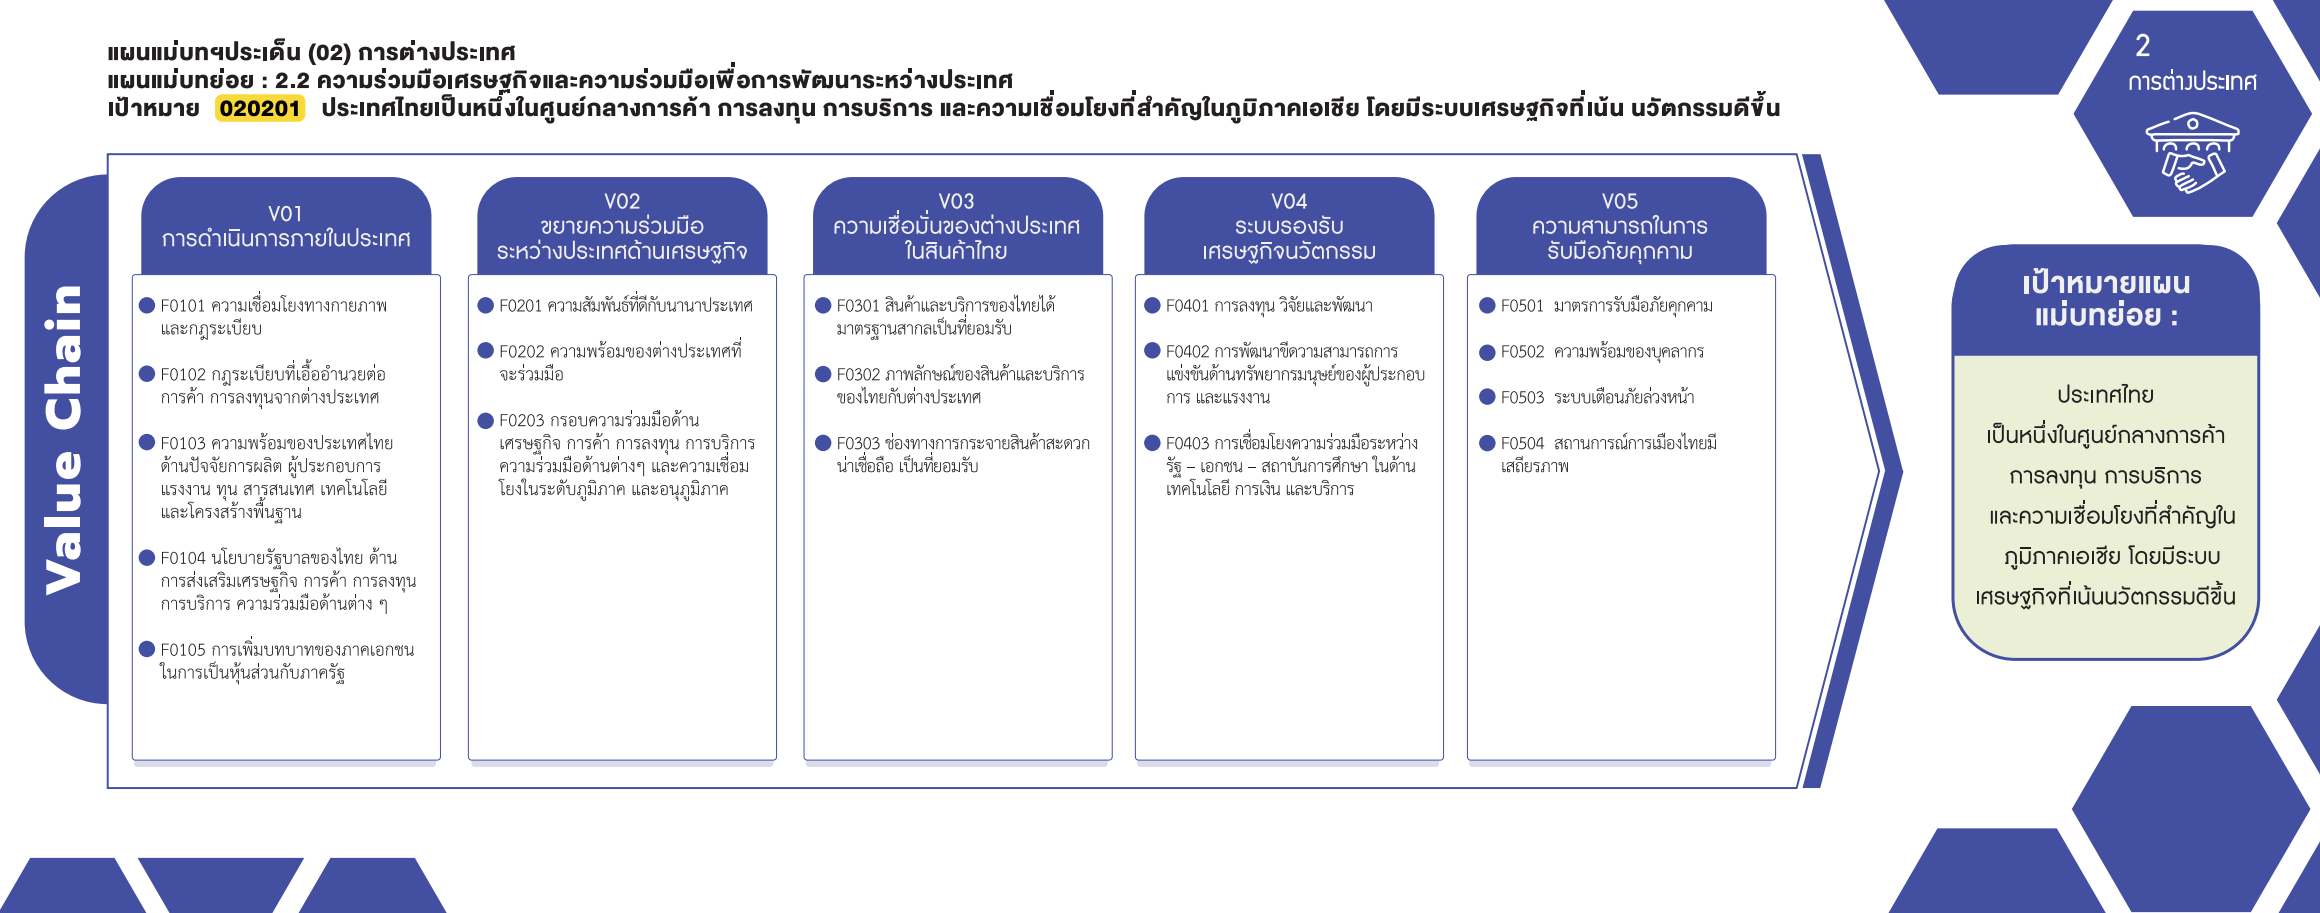 แผนแม่บทฯประเด็น (02) การต่างประเทศ
แผนแม่บทย่อย : 2.2 ความร่วมมือเศรษฐกิจและความร่วมมือเพื่อการพัฒนาระหว่างประเทศ
เป้าหมาย 020201 ประเทศไทยเป็นหนึ่งในศูนย์กลางการค้า การลงทุน การบริการ และความเชื่อมโยงที่สำคัญในภูมิภาคเอเชีย โดยมีระบบเศรษฐกิจที่เน้น นวัตกรรมดีขึ้น
2
การต่างประเทศ
Value Chain
V01
การดำเนินการภายในประเทศ
F0101 ความเชื่อมโยงทางกายภาพ
และกฎระเบียบ
F0102 กฎระเบียบที่เอื้ออำนวยต่อ
การค้า การลงทุนจากต่างประเทศ
F0103 ความพร้อมของประเทศไทย
ด้านปัจจัยการผลิต ผู้ประกอบการ
แรงงาน ทุน สารสนเทศ เทคโนโลยี
และโครงสร้างพื้นฐาน
F0104 นโยบายรัฐบาลของไทย ด้าน
การส่งเสริมเศรษฐกิจ การค้า การลงทุน
การบริการ ความร่วมมือด้านต่าง ๆ
F0105 การเพิ่มบทบาทของภาคเอกชน
ในการเป็นหุ้นส่วนกับภาครัฐ
V02
ขยายความร่วมมือ
ระหว่างประเทศด้านเศรษฐกิจ
F0201 ความสัมพันธ์ที่ดีกับนานาประเทศ
F0202 ความพร้อมของต่างประเทศที่
จะร่วมมือ
F0203 กรอบความร่วมมือด้าน
เศรษฐกิจ การค้า การลงทุน การบริการ
ความร่วมมือด้านต่างๆ และความเชื่อม
โยงในระดับภูมิภาค และอนุภูมิภาค
V03
ความเชื่อมั่นของต่างประเทศ
ในสินค้าไทย
F0301 สินค้าและบริการของไทยได้
มาตรฐานสากลเป็นที่ยอมรับ
F0302 ภาพลักษณ์ของสินค้าและบริการ
ของไทยกับต่างประเทศ
F0303 ช่องทางการกระจายสินค้าสะดวก
น่าเชื่อถือ เป็นที่ยอมรับ
V04
ระบบรองรับ
เศรษฐกิจนวัตกรรม
F0401 การลงทุน วิจัยและพัฒนา
F0402 การพัฒนาขีดความสามารถการ
แข่งขันด้านทรัพยากรมนุษย์ของผู้ประกอบ
การ และแรงงาน
F0403 การเชื่อมโยงความร่วมมือระหว่าง
รัฐ – เอกชน – สถาบันการศึกษา ในด้าน
เทคโนโลยี การเงิน และบริการ
V05
ความสามารถในการ
รับมือภัยคุกคาม
F0501 มาตรการรับมือภัยคุกคาม
F0502 ความพร้อมของบุคลากร
F0503 ระบบเตือนภัยล่วงหน้า
F0504 สถานการณ์การเมืองไทยมี
เสถียรภาพ
เป้าหมายแผน
แม่บทย่อย :
ประเทศไทย
เป็นหนึ่งในศูนย์กลางการค้า
การลงทุน การบริการ
และความเชื่อมโยงที่สำคัญใน
ภูมิภาคเอเชีย โดยมีระบบ
เศรษฐกิจที่เน้นนวัตกรรมดีขึ้น